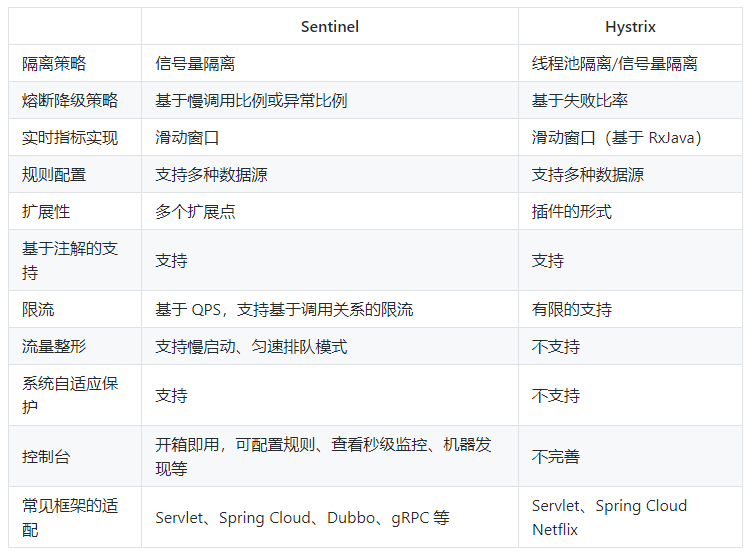 Sentinel Hystrix
隔离策略 信号量隔离 线程池隔离/信号量隔离
熔断降级策略 基于慢调用比例或异常比例 基于失败比率
实时指标实现 滑动窗口 滑动窗口（基于 RxJava）
规则配置 支持多种数据源 支持多种数据源
扩展性 多个扩展点 插件的形式
基于注解的支
持 支持 支持
限流 基于 QPS，支持基于调用关系的限流 有限的支持
流量整形 支持慢启动、匀速排队模式 不支持
系统自适应保
护 支持 不支持
控制台 开箱即用，可配置规则、查看秒级监控、机器发
现等 不完善
常见框架的适
配 Servlet、Spring Cloud、Dubbo、gRPC 等 Servlet、Spring Cloud
Netflix